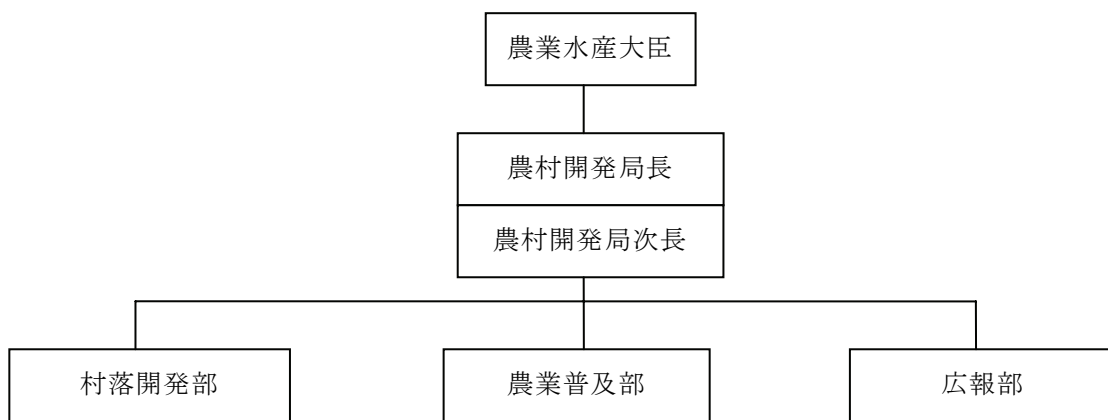 農業水産大臣
農村開発局長
農村開発局次長
村落開発部
農業普及部
広報部